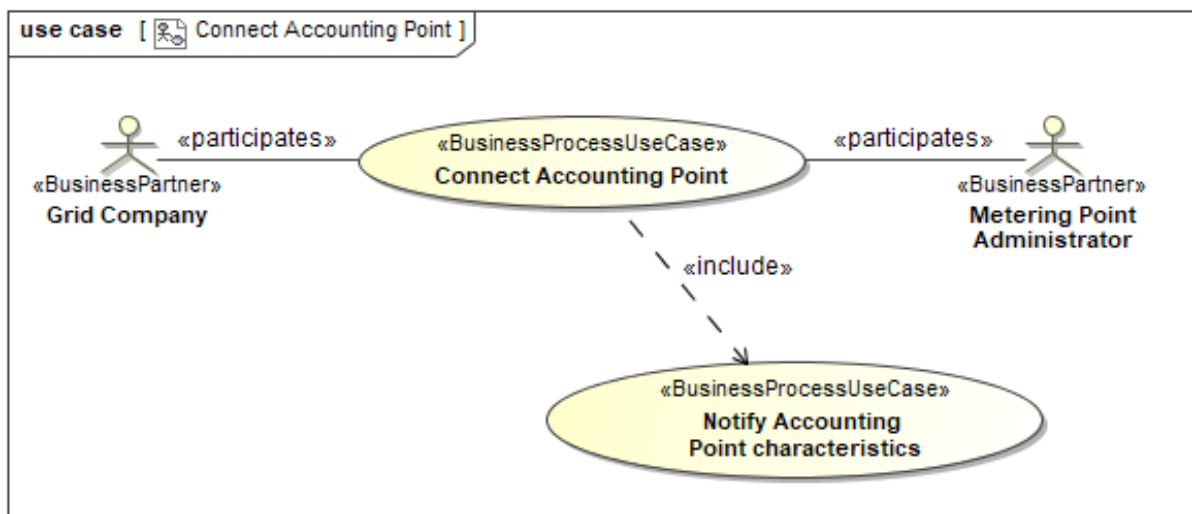 use case [ Connect Accounting Point ]
«participates»
«BusinessProcessUseCase»
Connect Accounting Point
«participates»
«BusinessPartner»
Grid Company
«BusinessPartner»
Metering Point
Administrator
«include»
«BusinessProcessUseCase»
Notify Accounting
Point characteristics